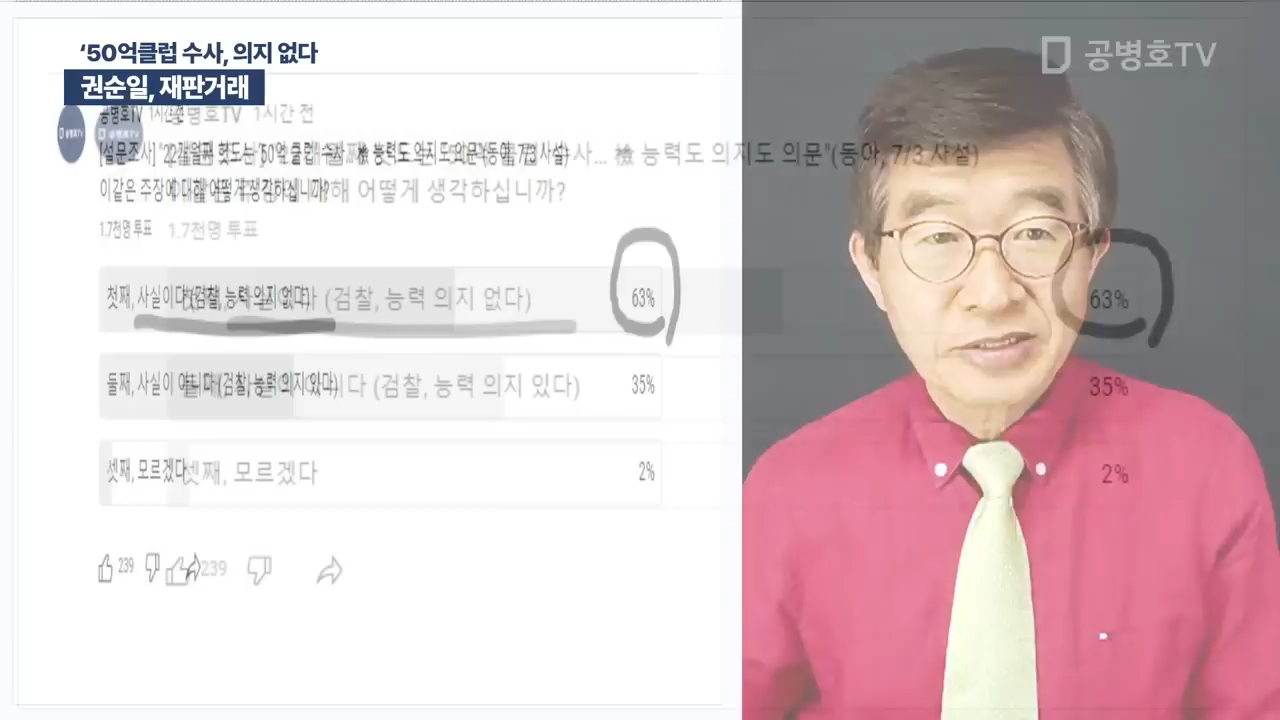 ‘50억클럽 수사, 의지 없다
권순일, 재판거래
공병호TV
공병호TV 1시간 전
[설문조사] "22개월째 헛도는 '50억 클럽' 수사... 檢 능력도 의지도 의문"(동아, 7/3 사설)
이같은 주장에 대해 어떻게 생각하십니까?
1.7천명 투표
첫째, 사실이다 (검찰, 능력 의지 없다) 63%
둘째, 사실이 아니다 (검찰, 능력 의지 있다) 35%
셋째, 모르겠다 2%
239